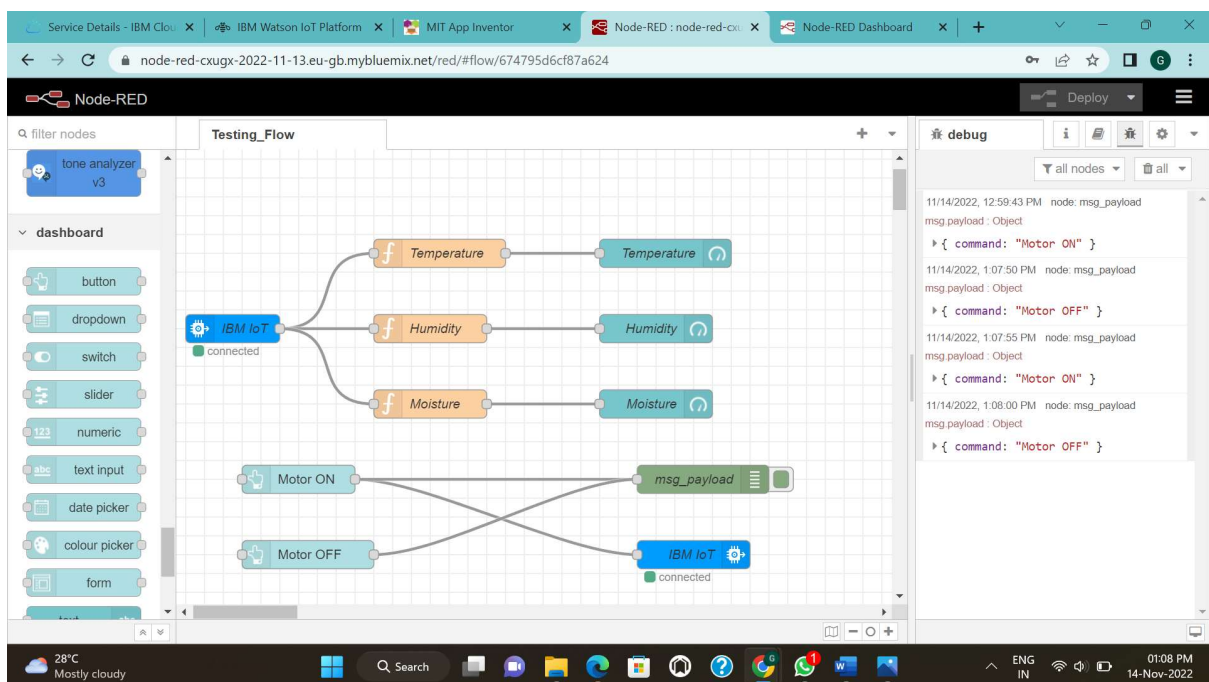 Service Details - IBM Clou
IBM Watson IoT Platform
MIT App Inventor
Node-RED : node-red-cxu
Node-RED Dashboard
node-red-cxugx-2022-11-13.eu-gb.mybluemix.net/red/#flow/674795d6cf87a624
G
Node-RED
Deploy
filter nodes
Testing_Flow
debug
i
all nodes
all
tone analyzer
v3
dashboard
button
dropdown
switch
slider
123 numeric
abc text input
date picker
colour picker
form
IBM IoT
connected
f Temperature
Temperature
f Humidity
Humidity
f Moisture
Moisture
Motor ON
msg_payload
Motor OFF
IBM IoT
connected
11/14/2022, 12:59:43 PM node: msg_payload
msg.payload : Object
{ command: "Motor ON" }
11/14/2022, 1:07:50 PM node: msg_payload
msg.payload : Object
{ command: "Motor OFF" }
11/14/2022, 1:07:55 PM node: msg_payload
msg.payload : Object
{ command: "Motor ON" }
11/14/2022, 1:08:00 PM node: msg_payload
msg.payload : Object
{ command: "Motor OFF" }
28°C
Mostly cloudy
Search
ENG
IN
01:08 PM
14-Nov-2022